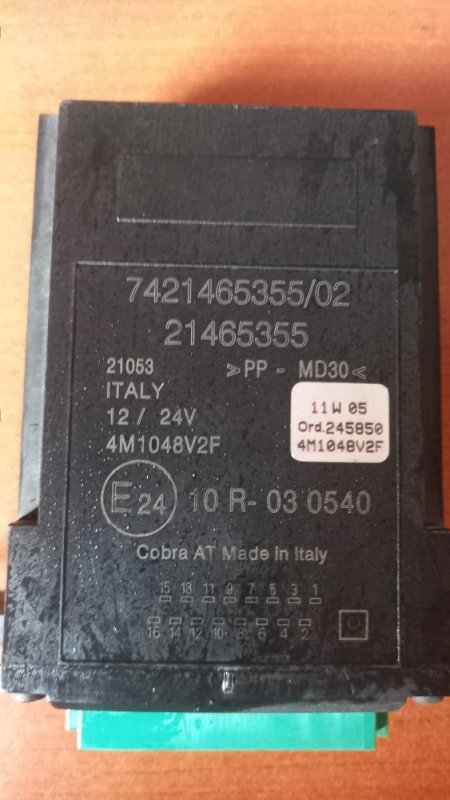 7421465355/02
21465355
21053 >PP - MD30<
ITALY
12 / 24V
4M1048V2F
11W 05
Ord.245850
4M1048V2F
E24 10 R- 03 0540
Cobra AT Made in Italy
15 13 11 9 7 5 3 1
16 14 12 10 8 6 4 2